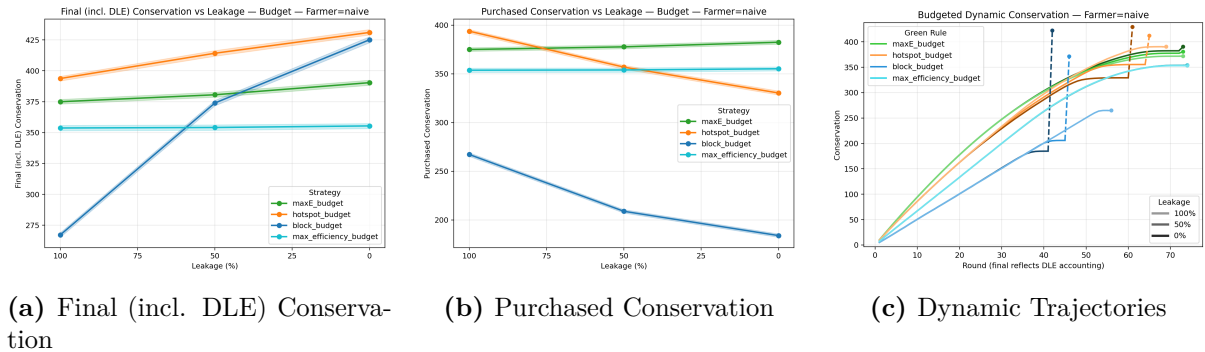 Final (incl. DLE) Conservation vs Leakage — Budget — Farmer=naive
Final (incl. DLE) Conservation
425
400
375
350
325
300
275
100
75
50
25
0
Leakage (%)
Strategy
maxE_budget
hotspot_budget
block_budget
max_efficiency_budget
(a) Final (incl. DLE) Conserva-
tion
Purchased Conservation vs Leakage — Budget — Farmer=naive
Purchased Conservation
400
350
300
250
200
100
75
50
25
0
Leakage (%)
Strategy
maxE_budget
hotspot_budget
block_budget
max_efficiency_budget
(b) Purchased Conservation
Budgeted Dynamic Conservation — Farmer=naive
Conservation
400
350
300
250
200
150
100
50
0
0
10
20
30
40
50
60
70
Round (final reflects DLE accounting)
Green Rule
maxE_budget
hotspot_budget
block_budget
max_efficiency_budget
Leakage
100%
50%
0%
(c) Dynamic Trajectories